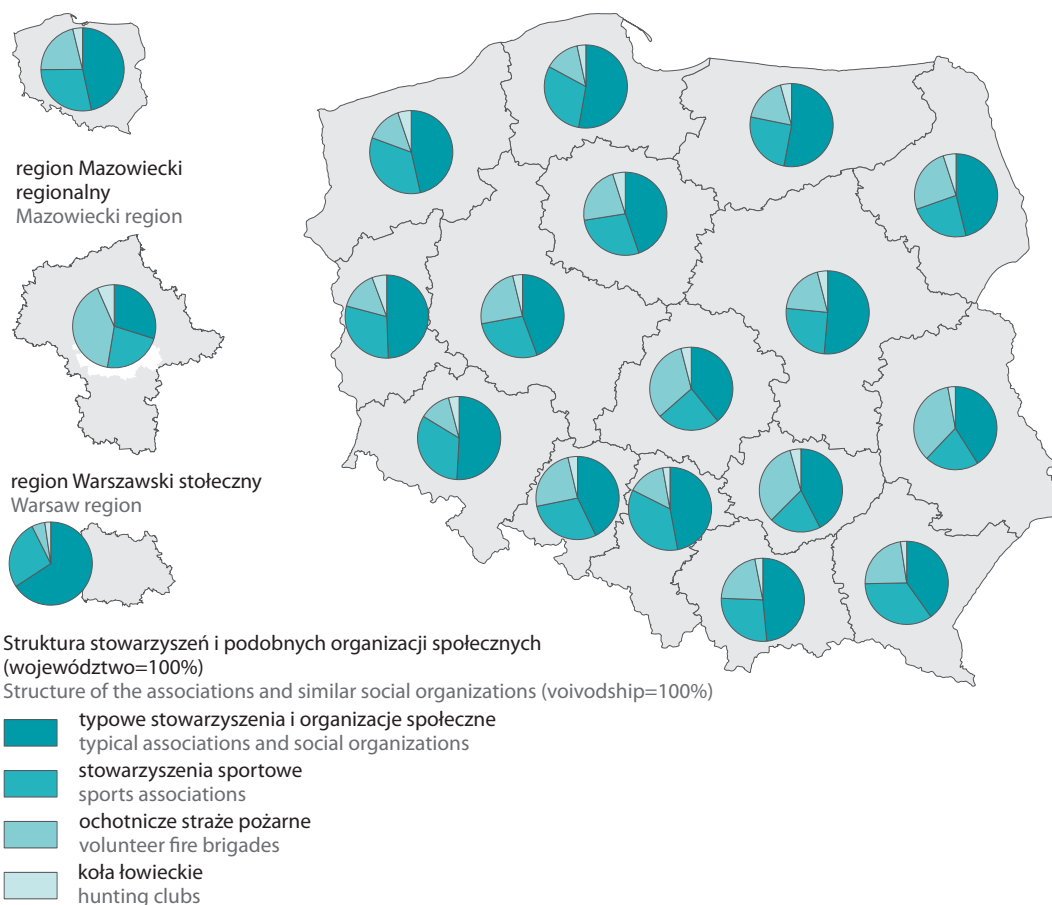 region Mazowiecki
regionalny
Mazowiecki region
region Warszawski stołeczny
Warsaw region
Struktura stowarzyszeń i podobnych organizacji społecznych
(województwo=100%)
Structure of the associations and similar social organizations (voivodship=100%)
typowe stowarzyszenia i organizacje społeczne
typical associations and social organizations
stowarzyszenia sportowe
sports associations
ochotnicze straże pożarne
volunteer fire brigades
koła łowieckie
hunting clubs